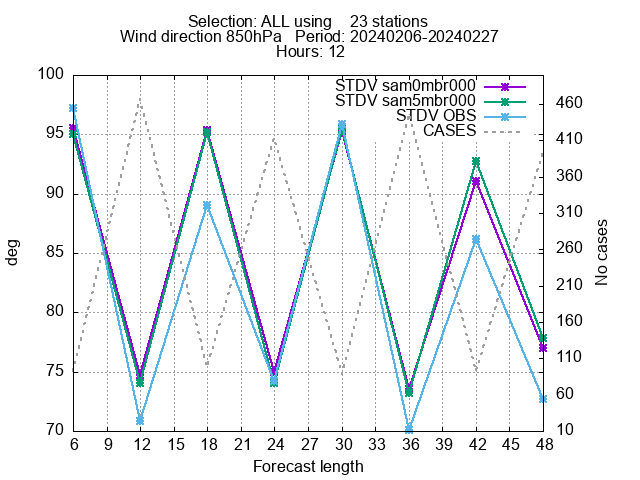 Selection: ALL using 23 stations
Wind direction 850hPa Period: 20240206-20240227
Hours: 12
STDV sam0mbr000
STDV sam5mbr000
STDV OBS
CASES
100
95
90
85
80
75
70
deg
460
410
360
310
260
210
160
110
60
10
No cases
6 9 12 15 18 21 24 27 30 33 36 39 42 45 48
Forecast length